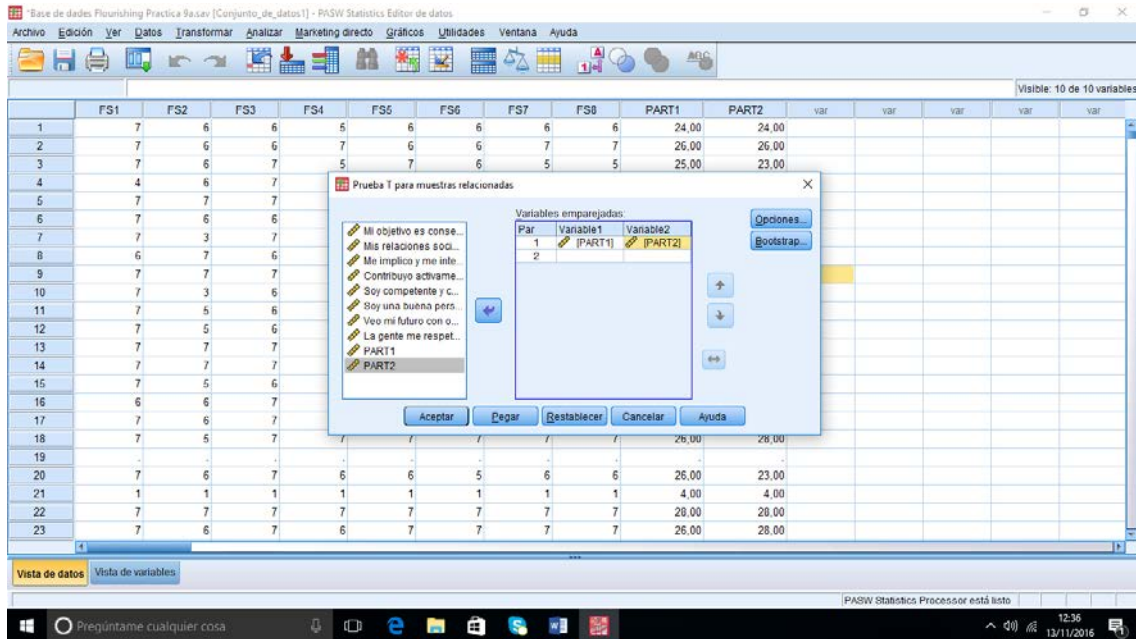 *Base de dades Flourishing Practica 9a.sav [Conjunto_de_datos1] - PASW Statistics Editor de datos
Archivo Edición Ver Datos Transformar Analizar Marketing directo Gráficos Utilidades Ventana Ayuda
Visible: 10 de 10 variables
FS1 FS2 FS3 FS4 FS5 FS6 FS7 FS8 PART1 PART2 var var var var var
1 7 6 6 5 6 6 6 6 24,00 24,00
2 7 6 6 7 6 6 7 7 26,00 26,00
3 7 6 7 5 7 6 5 5 25,00 23,00
4 4 6 7
5 7 7 7
6 7 6 6
7 7 3 7
8 6 7 6
9 7 7 7
10 7 3 6
11 7 5 6
12 7 5 6
13 7 7 7
14 7 7 7
15 7 5 6
16 6 6 7
17 7 6 7
18 7 5 7 7 7 7 7 7 26,00 28,00
19 . . . . . . . . . .
20 7 6 7 6 6 5 6 6 26,00 23,00
21 1 1 1 1 1 1 1 1 4,00 4,00
22 7 7 7 7 7 7 7 7 28,00 28,00
23 7 6 7 6 7 7 7 7 26,00 28,00
Prueba T para muestras relacionadas
Mi objetivo es conse...
Mis relaciones soci...
Me implico y me inte...
Contribuyo activame...
Soy competente y c...
Soy una buena pers...
Veo mi futuro con o...
La gente me respet...
PART1
PART2
Variables emparejadas:
Par Variable1 Variable2
1 [PART1] [PART2]
2
Opciones...
Bootstrap...
Aceptar Pegar Restablecer Cancelar Ayuda
Vista de datos Vista de variables
PASW Statistics Processor está listo
Pregúntame cualquier cosa
12:36
13/11/2016